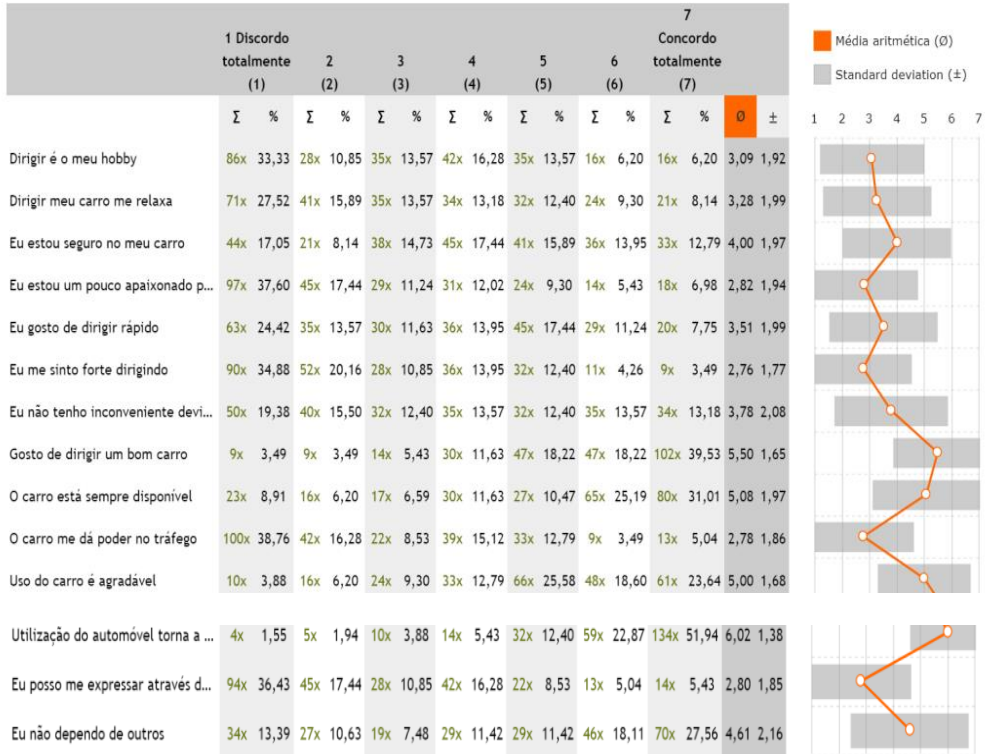 7
1 Discordo Concordo
totalmente 2 3 4 5 6 totalmente
(1) (2) (3) (4) (5) (6) (7)
Σ % Σ % Σ % Σ % Σ % Σ % Σ % Ø ±
Dirigir é o meu hobby 86x 33,33 28x 10,85 35x 13,57 42x 16,28 35x 13,57 16x 6,20 16x 6,20 3,09 1,92
Dirigir meu carro me relaxa 71x 27,52 41x 15,89 35x 13,57 34x 13,18 32x 12,40 24x 9,30 21x 8,14 3,28 1,99
Eu estou seguro no meu carro 44x 17,05 21x 8,14 38x 14,73 45x 17,44 41x 15,89 36x 13,95 33x 12,79 4,00 1,97
Eu estou um pouco apaixonado p... 97x 37,60 45x 17,44 29x 11,24 31x 12,02 24x 9,30 14x 5,43 18x 6,98 2,82 1,94
Eu gosto de dirigir rápido 63x 24,42 35x 13,57 30x 11,63 36x 13,95 45x 17,44 29x 11,24 20x 7,75 3,51 1,99
Eu me sinto forte dirigindo 90x 34,88 52x 20,16 28x 10,85 36x 13,95 32x 12,40 11x 4,26 9x 3,49 2,76 1,77
Eu não tenho inconveniente devi... 50x 19,38 40x 15,50 32x 12,40 35x 13,57 32x 12,40 35x 13,57 34x 13,18 3,78 2,08
Gosto de dirigir um bom carro 9x 3,49 9x 3,49 14x 5,43 30x 11,63 47x 18,22 47x 18,22 102x 39,53 5,50 1,65
O carro está sempre disponível 23x 8,91 16x 6,20 17x 6,59 30x 11,63 27x 10,47 65x 25,19 80x 31,01 5,08 1,97
O carro me dá poder no tráfego 100x 38,76 42x 16,28 22x 8,53 39x 15,12 33x 12,79 9x 3,49 13x 5,04 2,78 1,86
Uso do carro é agradável 10x 3,88 16x 6,20 24x 9,30 33x 12,79 66x 25,58 48x 18,60 61x 23,64 5,00 1,68
Utilização do automóvel torna a ... 4x 1,55 5x 1,94 10x 3,88 14x 5,43 32x 12,40 59x 22,87 134x 51,94 6,02 1,38
Eu posso me expressar através d... 94x 36,43 45x 17,44 28x 10,85 42x 16,28 22x 8,53 13x 5,04 14x 5,43 2,80 1,85
Eu não dependo de outros 34x 13,39 27x 10,63 19x 7,48 29x 11,42 29x 11,42 46x 18,11 70x 27,56 4,61 2,16
Média aritmética (Ø)
Standard deviation (±)
1 2 3 4 5 6 7